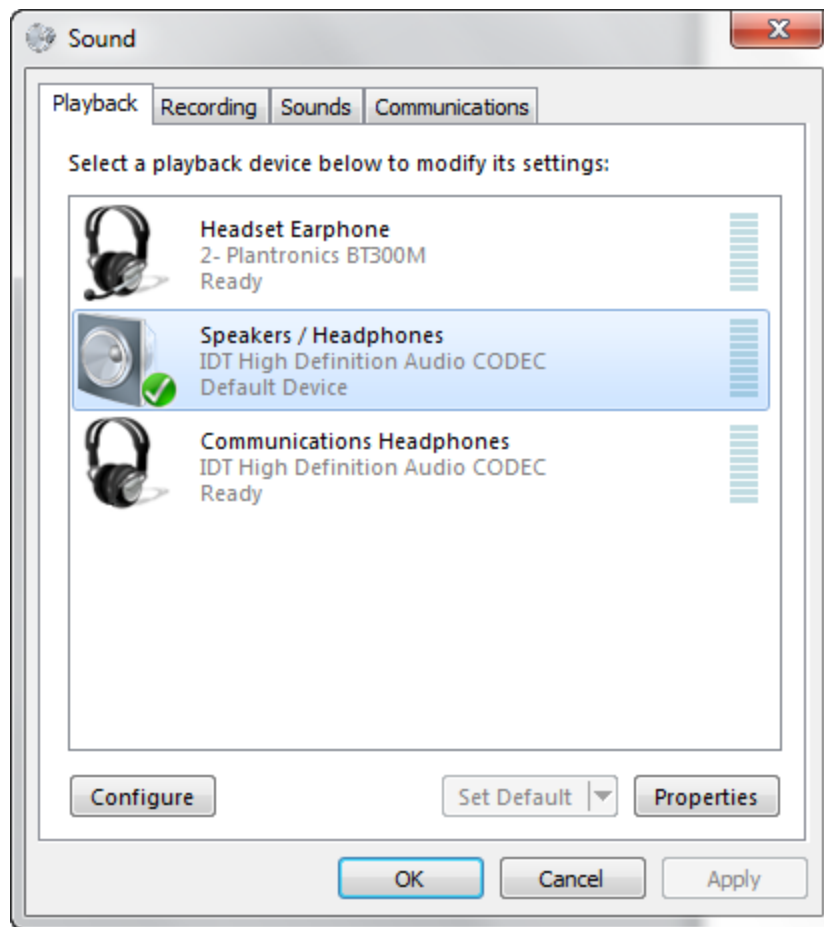 Sound
Playback
Recording
Sounds
Communications
Select a playback device below to modify its settings:
Headset Earphone
2- Plantronics BT300M
Ready
Speakers / Headphones
IDT High Definition Audio CODEC
Default Device
Communications Headphones
IDT High Definition Audio CODEC
Ready
Configure
Set Default
Properties
OK
Cancel
Apply